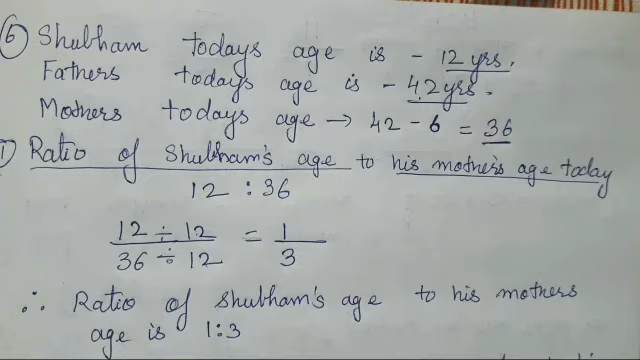 6 Shubham todays age is - 12 yrs.
Fathers todays age is - 42 yrs.
Mothers todays age → 42 - 6 = 36
1) Ratio of Shubham's age to his mother's age today
12 : 36
12 ÷ 12 / 36 ÷ 12 = 1 / 3
∴ Ratio of Shubham's age to his mothers
age is 1:3